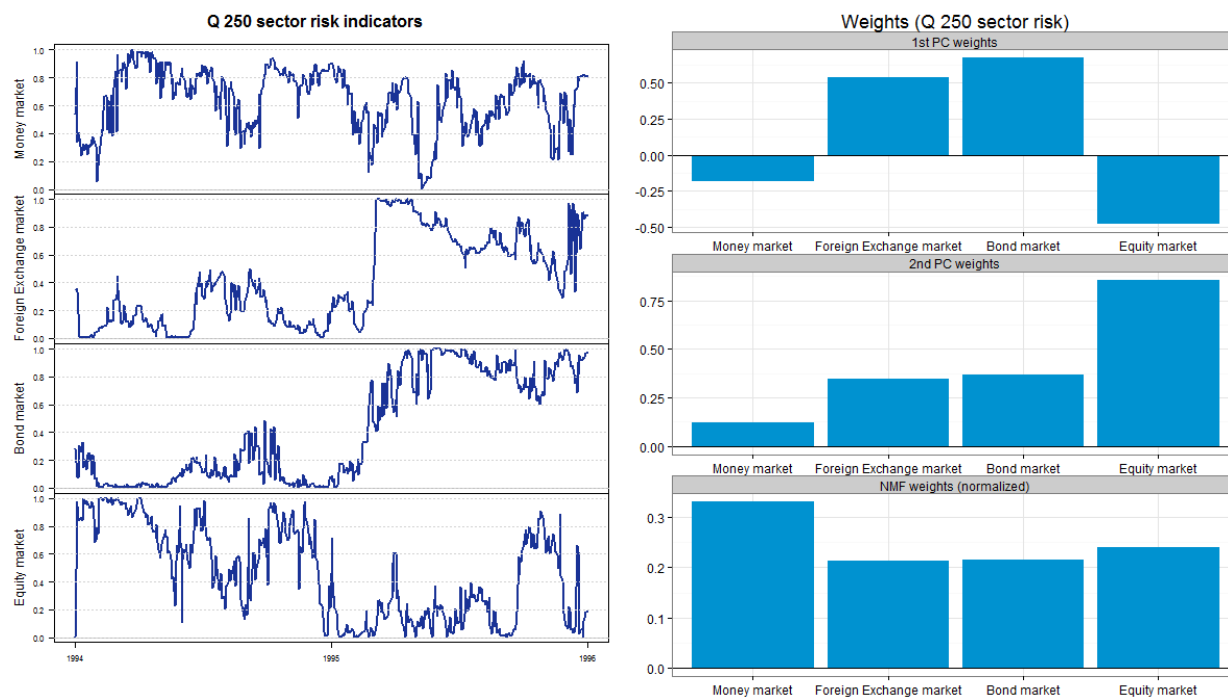 Q 250 sector risk indicators
Money market
1.0
0.8
0.6
0.4
0.2
0.0
Foreign Exchange market
1.0
0.8
0.6
0.4
0.2
0.0
Bond market
1.0
0.8
0.6
0.4
0.2
0.0
Equity market
1.0
0.8
0.6
0.4
0.2
0.0
1994 1995 1996
Weights (Q 250 sector risk)
1st PC weights
0.50
0.25
0.00
-0.25
-0.50
Money market Foreign Exchange market Bond market Equity market
2nd PC weights
0.75
0.50
0.25
0.00
Money market Foreign Exchange market Bond market Equity market
NMF weights (normalized)
0.3
0.2
0.1
0.0
Money market Foreign Exchange market Bond market Equity market